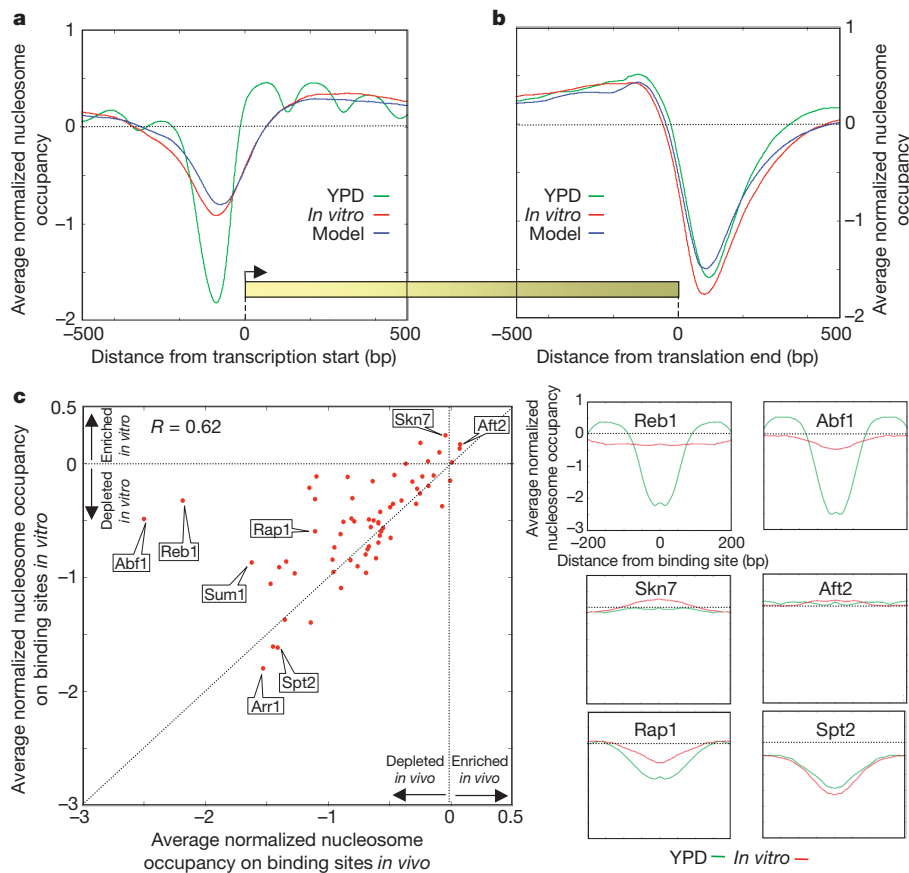 a
Average normalized nucleosome
occupancy
1
0
−1
−2
YPD
In vitro
Model
−500
0
500
Distance from transcription start (bp)
b
1
0
−1
−2
Average normalized nucleosome
occupancy
YPD
In vitro
Model
−500
0
500
Distance from translation end (bp)
c
Average normalized nucleosome occupancy
on binding sites in vitro
0.5
0
−1
−2
−3
Enriched
in vitro
Depleted
in vitro
R = 0.62
Skn7
Aft2
Rap1
Abf1
Reb1
Sum1
Spt2
Arr1
Depleted
in vivo
Enriched
in vivo
−3
−2
−1
0
0.5
Average normalized nucleosome
occupancy on binding sites in vivo
Average normalized
nucleosome occupancy
1
0
−1
−2
−3
Reb1
Abf1
−200
0
200
Distance from binding site (bp)
Skn7
Aft2
Rap1
Spt2
YPD
In vitro